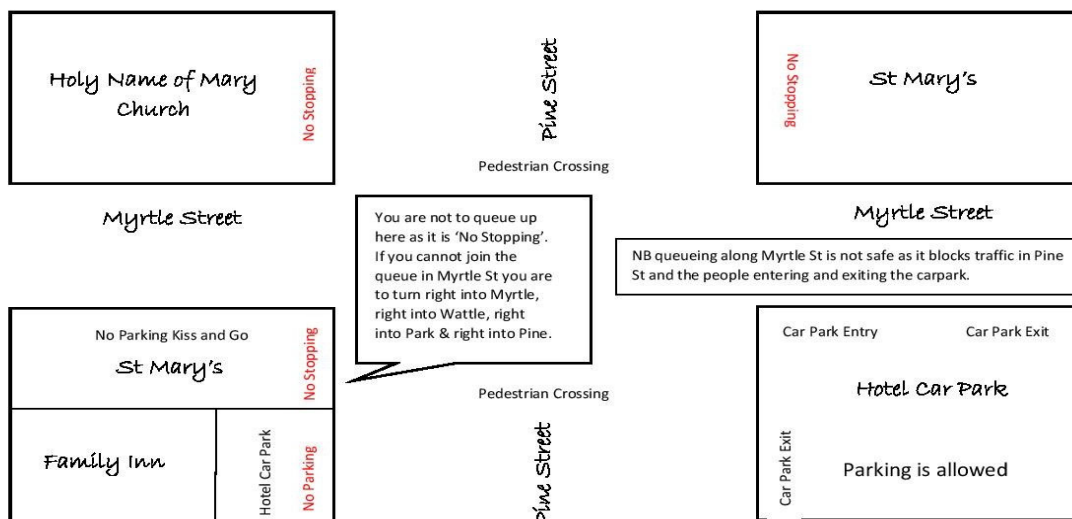 Holy Name of Mary
Church
No Stopping
Pine Street
No Stopping
St Mary's
Pedestrian Crossing
Myrtle Street
Myrtle Street
You are not to queue up
here as it is 'No Stopping'.
If you cannot join the
queue in Myrtle St you are
to turn right into Myrtle,
right into Wattle, right
into Park & right into Pine.
NB queueing along Myrtle St is not safe as it blocks traffic in Pine
St and the people entering and exiting the carpark.
No Parking Kiss and Go
St Mary's
No Stopping
Family Inn
Hotel Car Park
No Parking
Pedestrian Crossing
Pine Street
Car Park Entry
Car Park Exit
Hotel Car Park
Car Park Exit
Parking is allowed